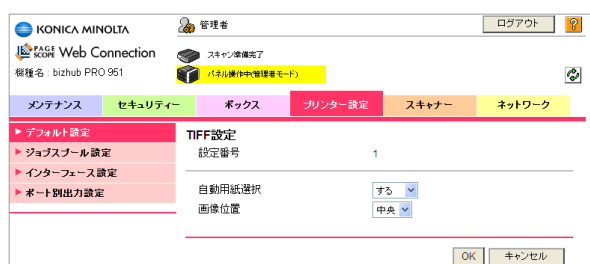 KONICA MINOLTA
管理者
ログアウト
?
PAGE SCOPE Web Connection
スキャン準備完了
機種名 : bizhub PRO 951
パネル操作中(管理者モード)
メンテナンス
セキュリティー
ボックス
プリンター設定
スキャナー
ネットワーク
デフォルト設定
ジョブスプール設定
インターフェース設定
ポート別出力設定
TIFF設定
設定番号 1
自動用紙選択 する
画像位置 中央
OK
キャンセル